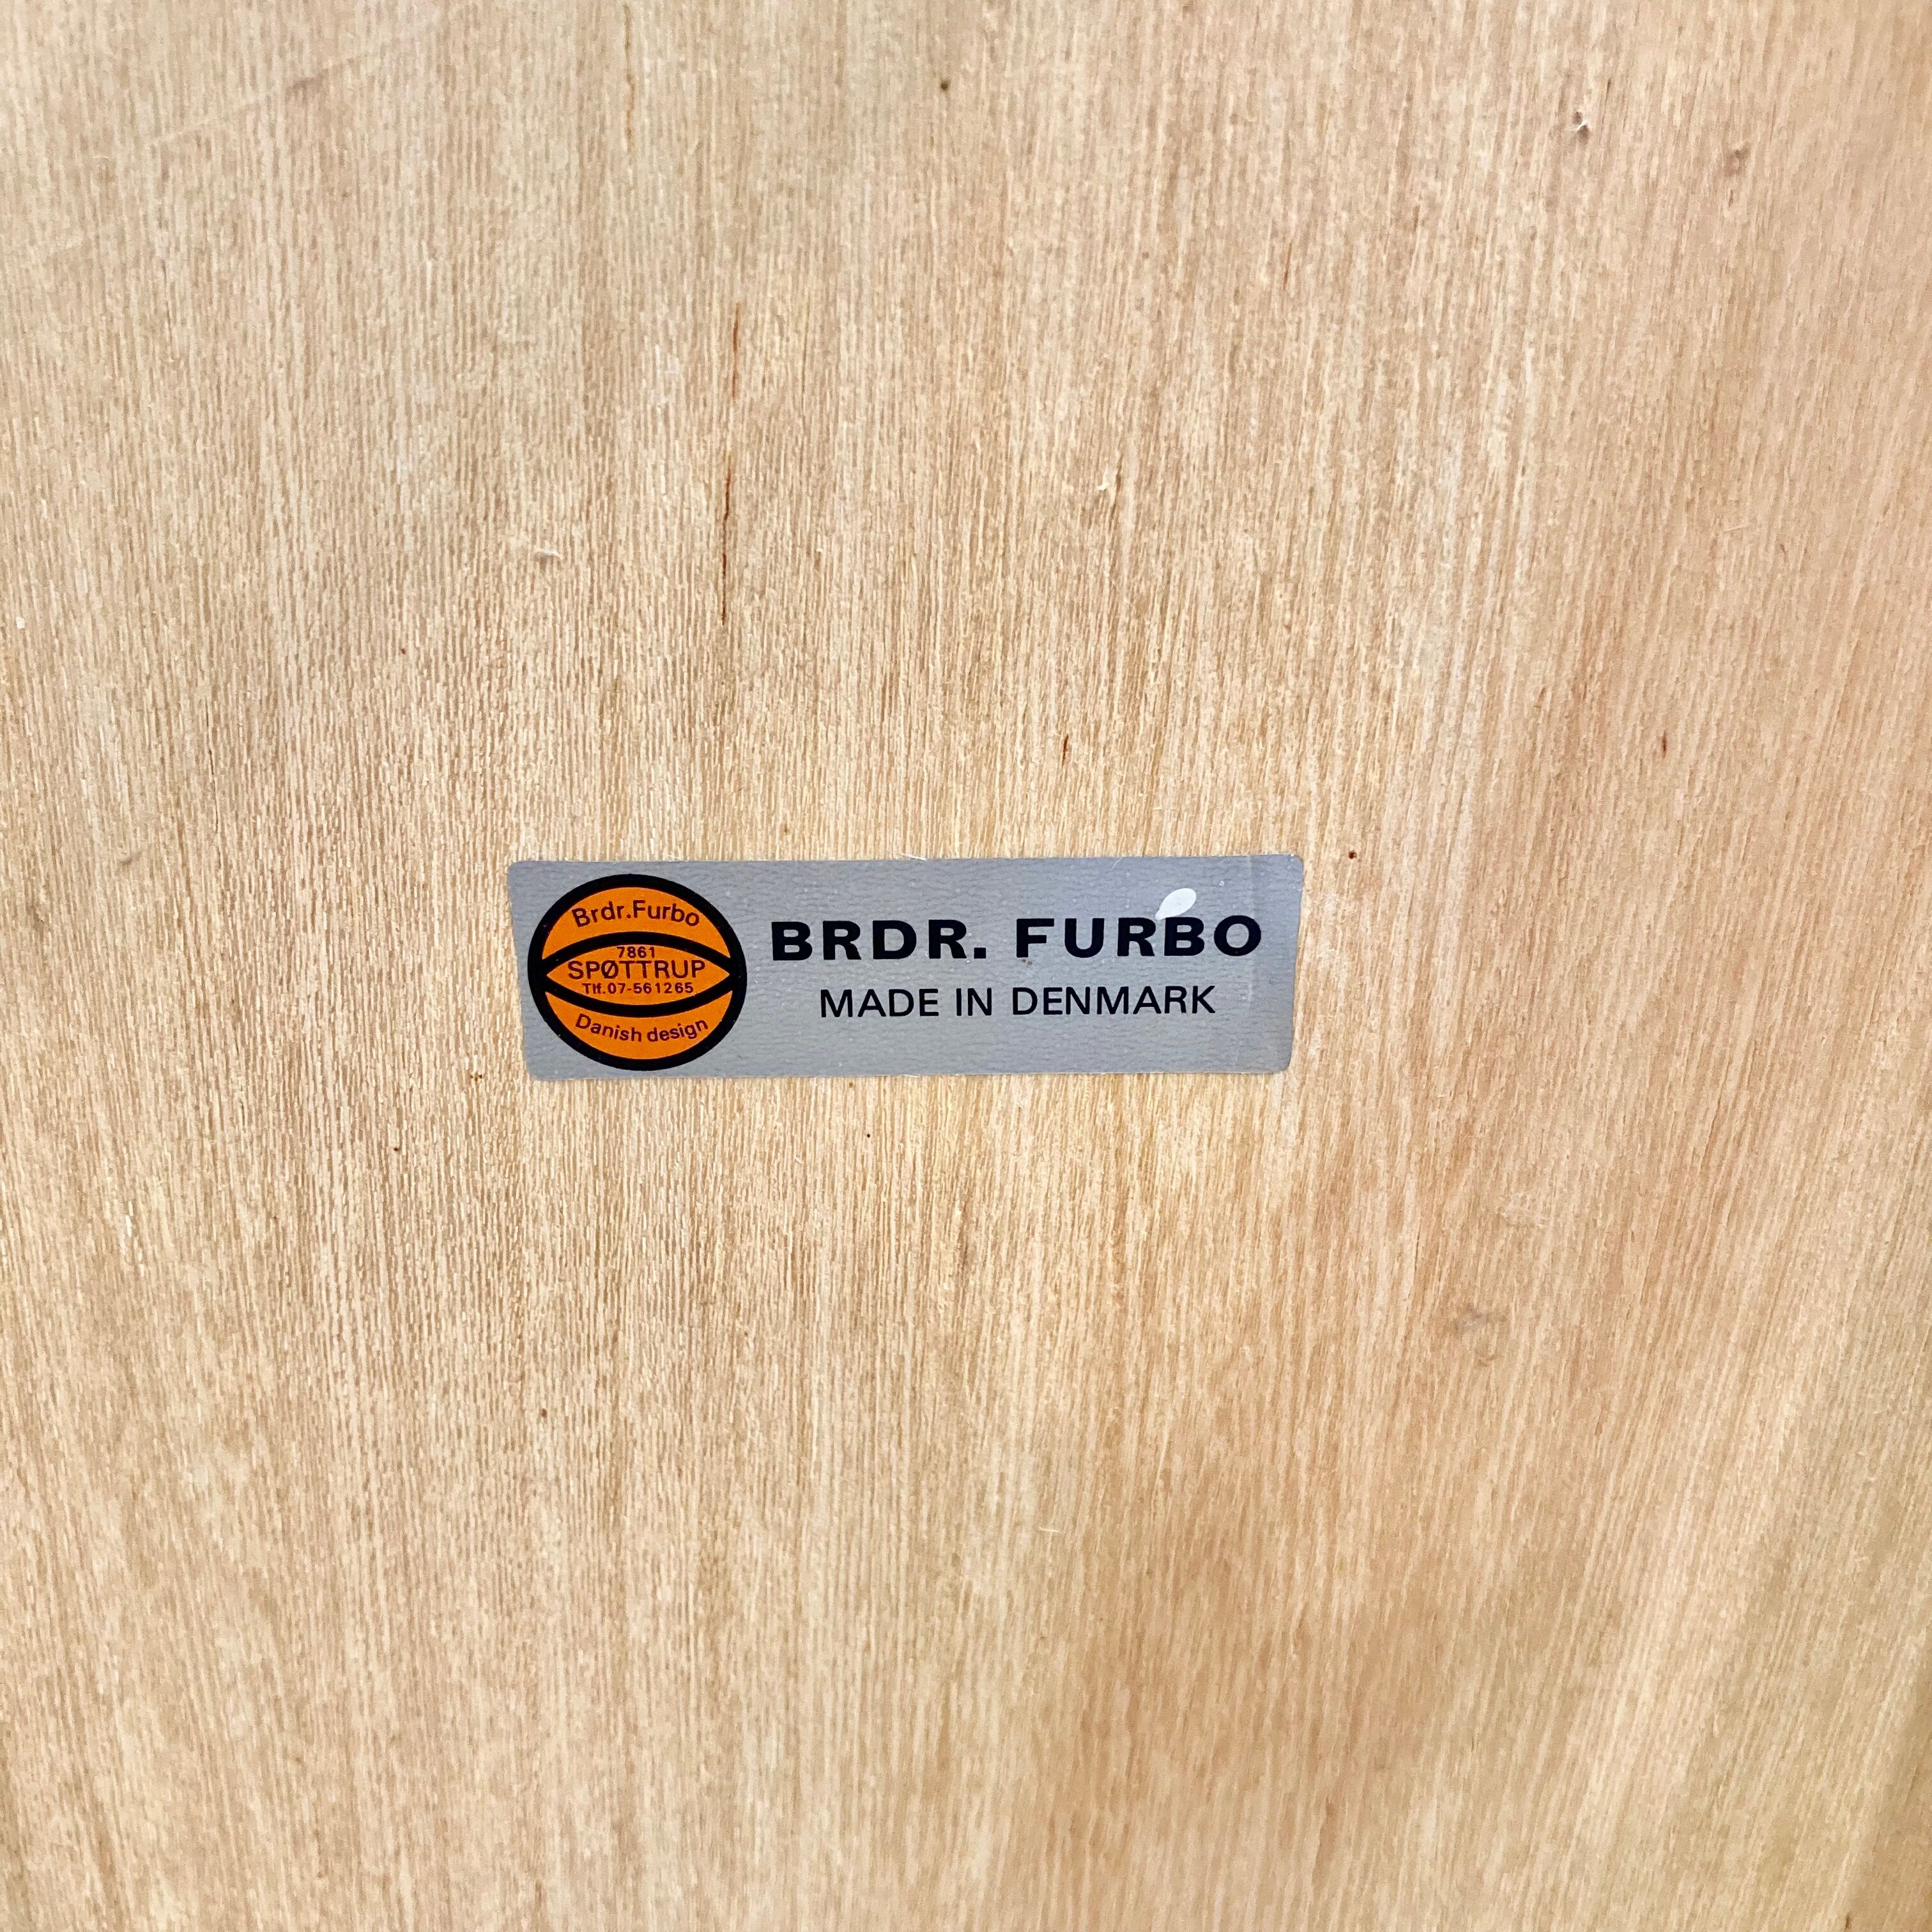 Brdr.Furbo
7861
SPØTTRUP
Tlf.07-561265
Danish design
BRDR. FURBO
MADE IN DENMARK